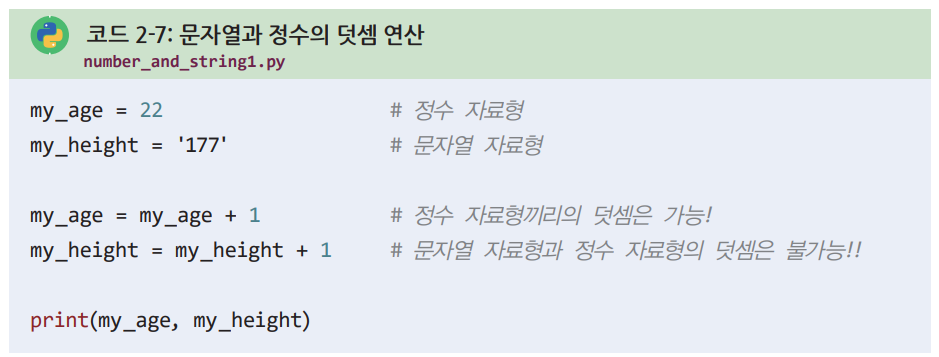 코드 2-7: 문자열과 정수의 덧셈 연산
number_and_string1.py
my_age = 22 # 정수 자료형
my_height = '177' # 문자열 자료형
my_age = my_age + 1 # 정수 자료형끼리의 덧셈은 가능!
my_height = my_height + 1 # 문자열 자료형과 정수 자료형의 덧셈은 불가능!!
print(my_age, my_height)